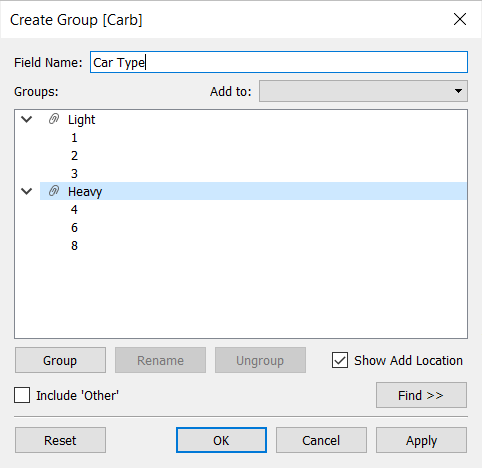 Create Group [Carb]
Field Name: Car Type
Groups: Add to:
Light
1
2
3
Heavy
4
6
8
Group Rename Ungroup Show Add Location
Include 'Other' Find >>
Reset OK Cancel Apply